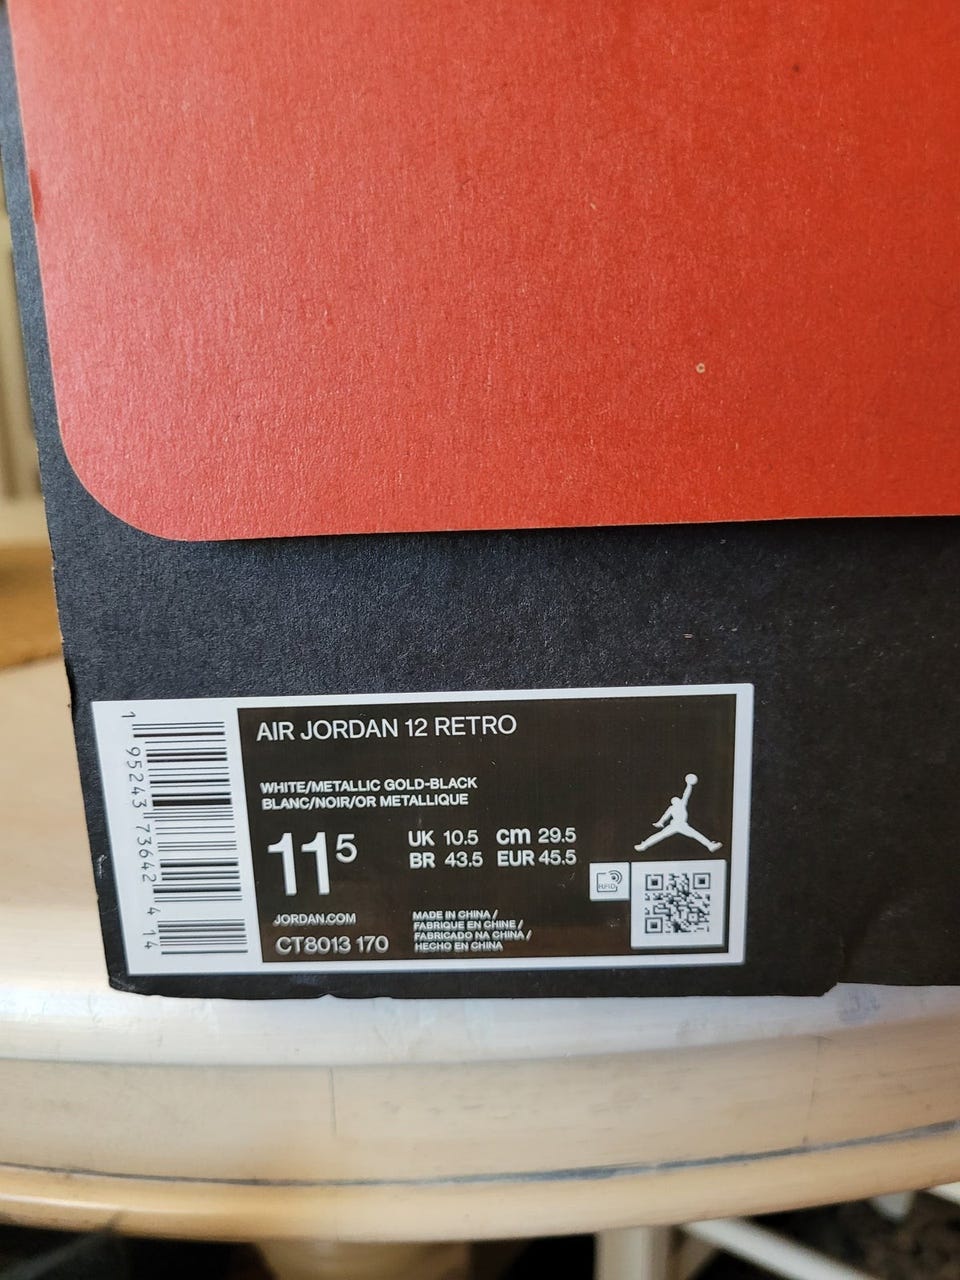 AIR JORDAN 12 RETRO
WHITE/METALLIC GOLD-BLACK
BLANC/NOIR/OR METALLIQUE
115
UK 10.5 cm 29.5
BR 43.5 EUR 45.5
RFID
JORDAN.COM
CT8013 170
MADE IN CHINA /
FABRIQUE EN CHINE /
FABRICADO NA CHINA /
HECHO EN CHINA
1 95243 73642 4 14